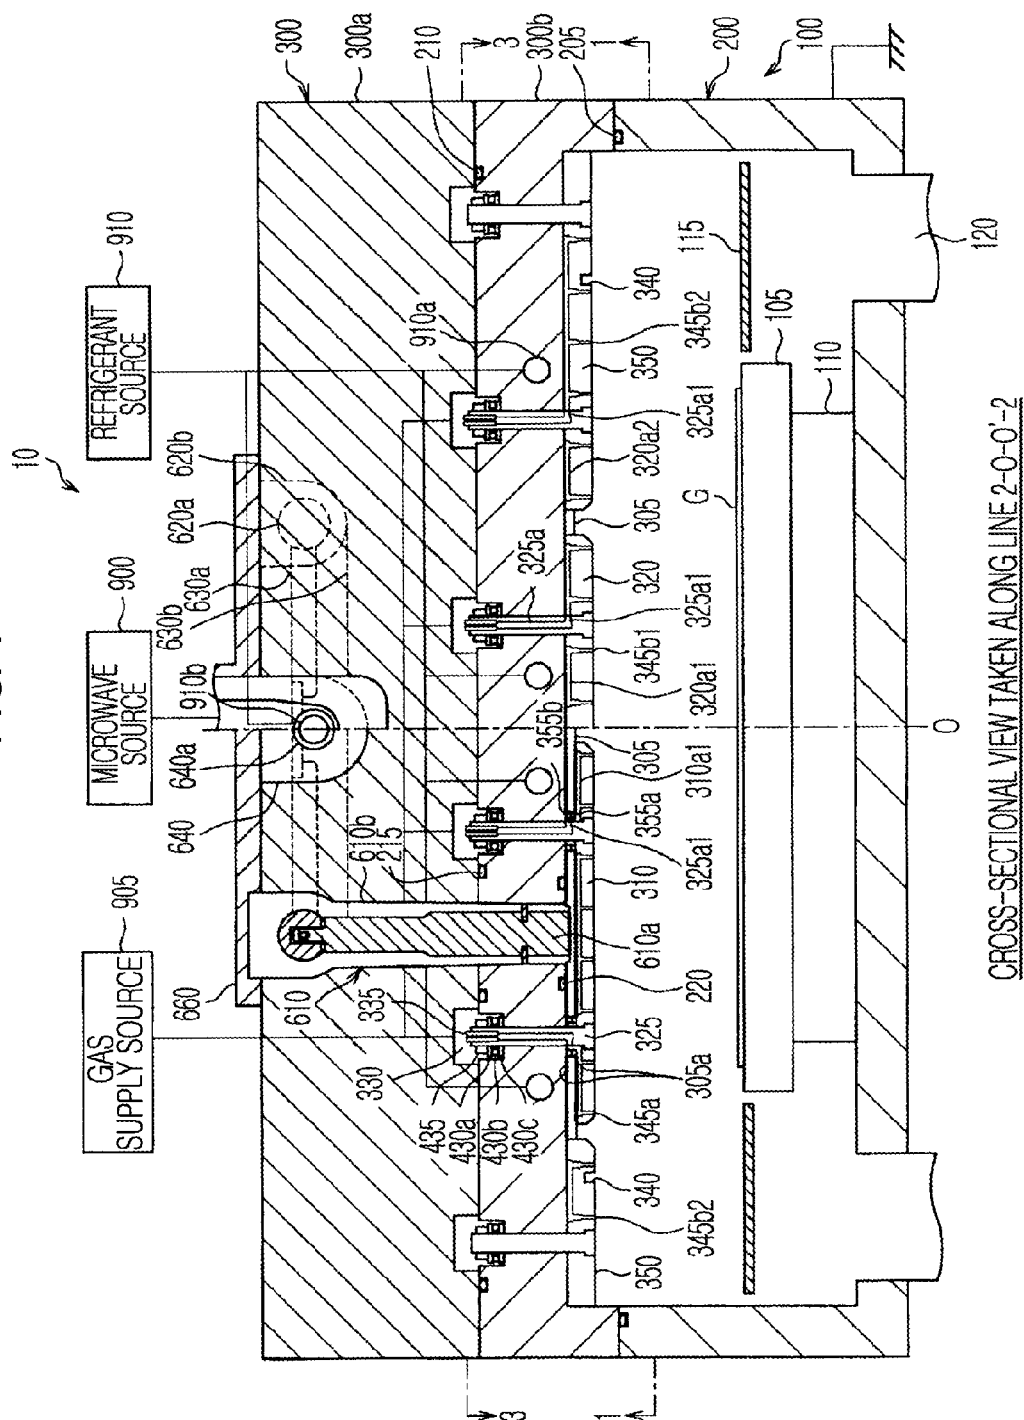 10
GAS
SUPPLY SOURCE
905
MICROWAVE
SOURCE
900
REFRIGERANT
SOURCE
910
300
300a
210
3
300b
205
1
200
100
660
610
335
330
435
430a
430b
430c
640
640a
910b
630b
630a
620a
620b
610b
215
910a
325a
355b
345b1
345b2
350
340
345a
305a
325
220
610a
310
325a1
355a
310a1
305
320a1
325a1
320
305
320a2
325a1
350
345b2
340
115
105
110
120
G
O
3
1
CROSS-SECTIONAL VIEW TAKEN ALONG LINE 2-O-O'-2